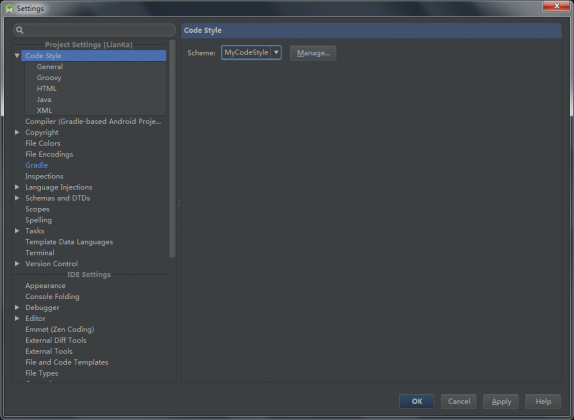 Settings
Project Settings [LianKa]
Code Style
General
Groovy
HTML
Java
XML
Compiler (Gradle-based Android Proje...
Copyright
File Colors
File Encodings
Gradle
Inspections
Language Injections
Schemas and DTDs
Scopes
Spelling
Tasks
Template Data Languages
Terminal
Version Control
IDE Settings
Appearance
Console Folding
Debugger
Editor
Emmet (Zen Coding)
External Diff Tools
External Tools
File and Code Templates
File Types
Code Style
Scheme: MyCodeStyle Manage...
OK Cancel Apply Help